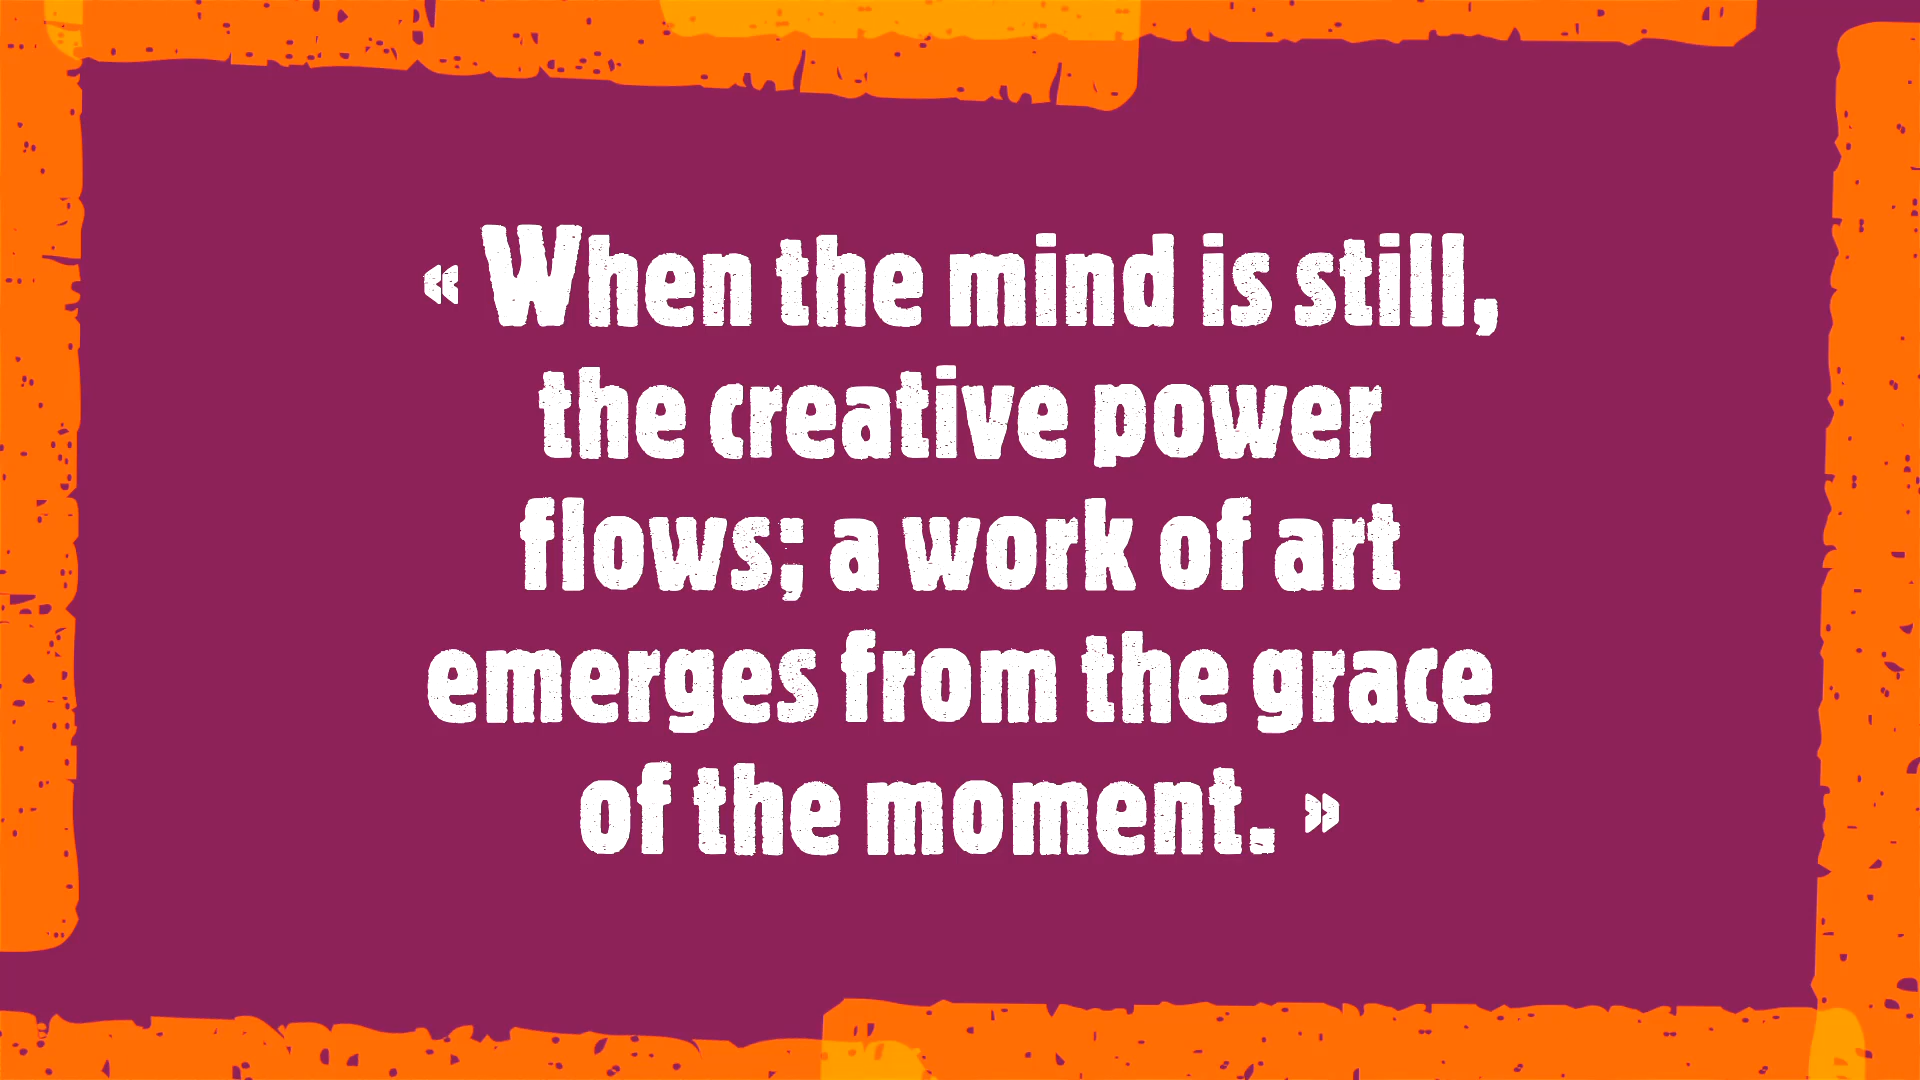 « When the mind is still,
the creative power
flows; a work of art
emerges from the grace
of the moment. »